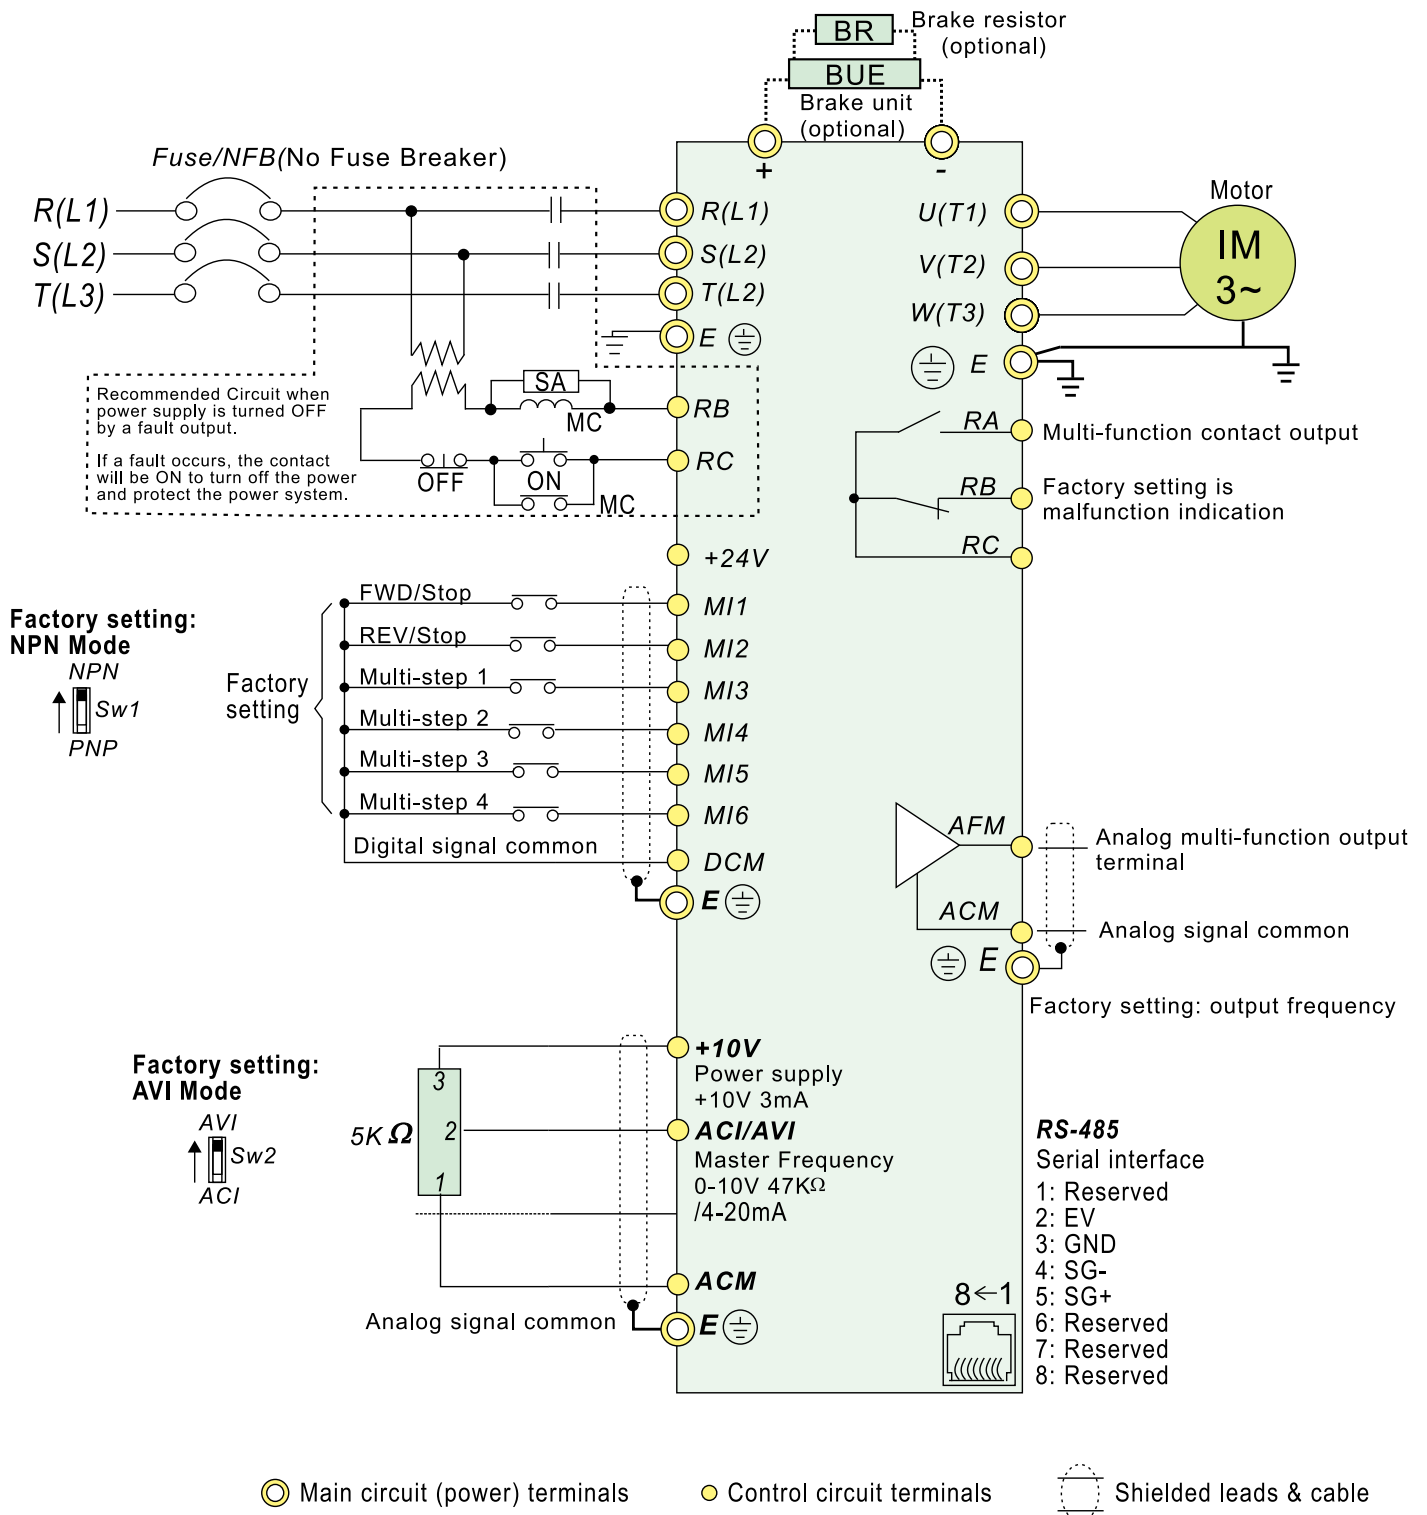 BR
Brake resistor
(optional)
BUE
Brake unit
(optional)
+
-
Fuse/NFB(No Fuse Breaker)
R(L1)
S(L2)
T(L3)
R(L1)
S(L2)
T(L2)
E
U(T1)
V(T2)
W(T3)
E
Motor
IM
3~
Recommended Circuit when
power supply is turned OFF
by a fault output.
If a fault occurs, the contact
will be ON to turn off the power
and protect the power system.
SA
MC
OFF
ON
MC
RB
RC
RA
Multi-function contact output
RB
Factory setting is
malfunction indication
RC
+24V
Factory setting:
NPN Mode
NPN
Sw1
PNP
Factory
setting
FWD/Stop
MI1
REV/Stop
MI2
Multi-step 1
MI3
Multi-step 2
MI4
Multi-step 3
MI5
Multi-step 4
MI6
Digital signal common
DCM
E
AFM
Analog multi-function output
terminal
ACM
Analog signal common
E
Factory setting: output frequency
Factory setting:
AVI Mode
AVI
Sw2
ACI
5K Ω
3
2
1
+10V
Power supply
+10V 3mA
ACI/AVI
Master Frequency
0-10V 47KΩ
/4-20mA
ACM
Analog signal common
E
RS-485
Serial interface
1: Reserved
2: EV
3: GND
4: SG-
5: SG+
6: Reserved
7: Reserved
8: Reserved
8←1
Main circuit (power) terminals
Control circuit terminals
Shielded leads & cable